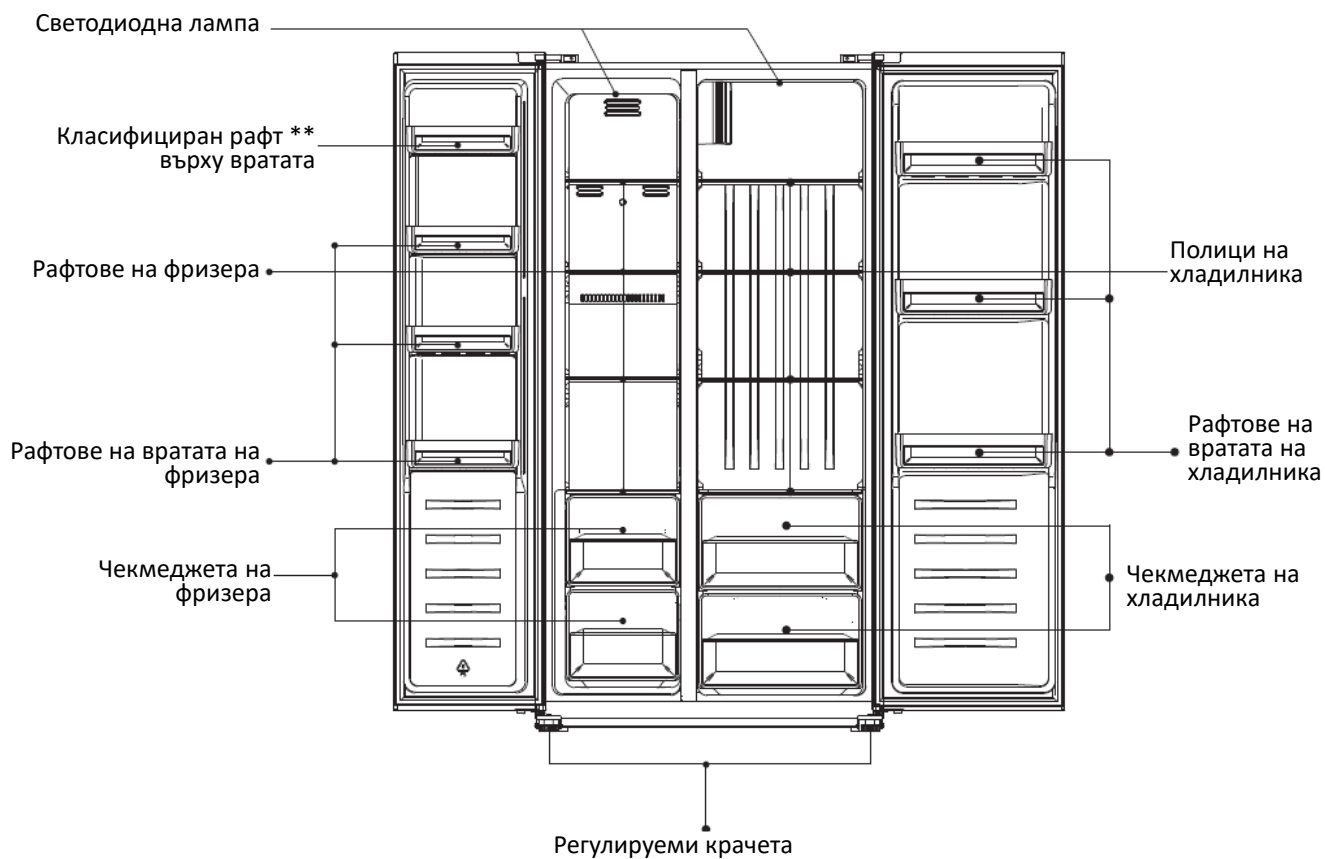 Светодиодна лампа
Класифициран рафт **
върху вратата
Рафтове на фризера
Полици на
хладилника
Рафтове на вратата на
фризера
Рафтове на
вратата на
хладилника
Чекмеджета на
фризера
Чекмеджета на
хладилника
Регулируеми крачета